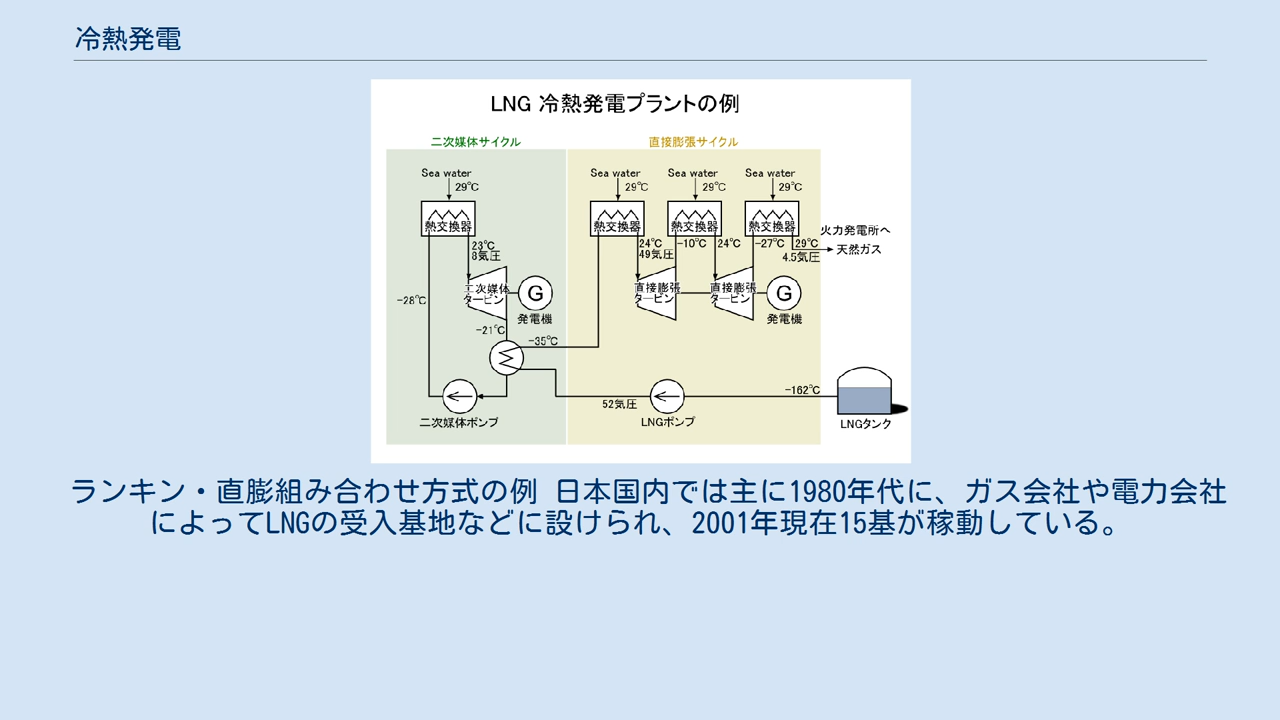 冷熱発電
LNG 冷熱発電プラントの例
二次媒体サイクル
直接膨張サイクル
Sea water
29℃
Sea water
29℃
Sea water
29℃
Sea water
29℃
熱交換器
熱交換器
熱交換器
熱交換器
火力発電所へ
天然ガス
23℃
8気圧
24℃
49気圧
-10℃
24℃
-27℃
29℃
4.5気圧
二次媒体
タービン
G
発電機
直接膨張
タービン
直接膨張
タービン
G
発電機
-28℃
-21℃
-35℃
-162℃
52気圧
二次媒体ポンプ
LNGポンプ
LNGタンク
ランキン・直膨組み合わせ方式の例 日本国内では主に1980年代に、ガス会社や電力会社
によってLNGの受入基地などに設けられ、2001年現在15基が稼動している。